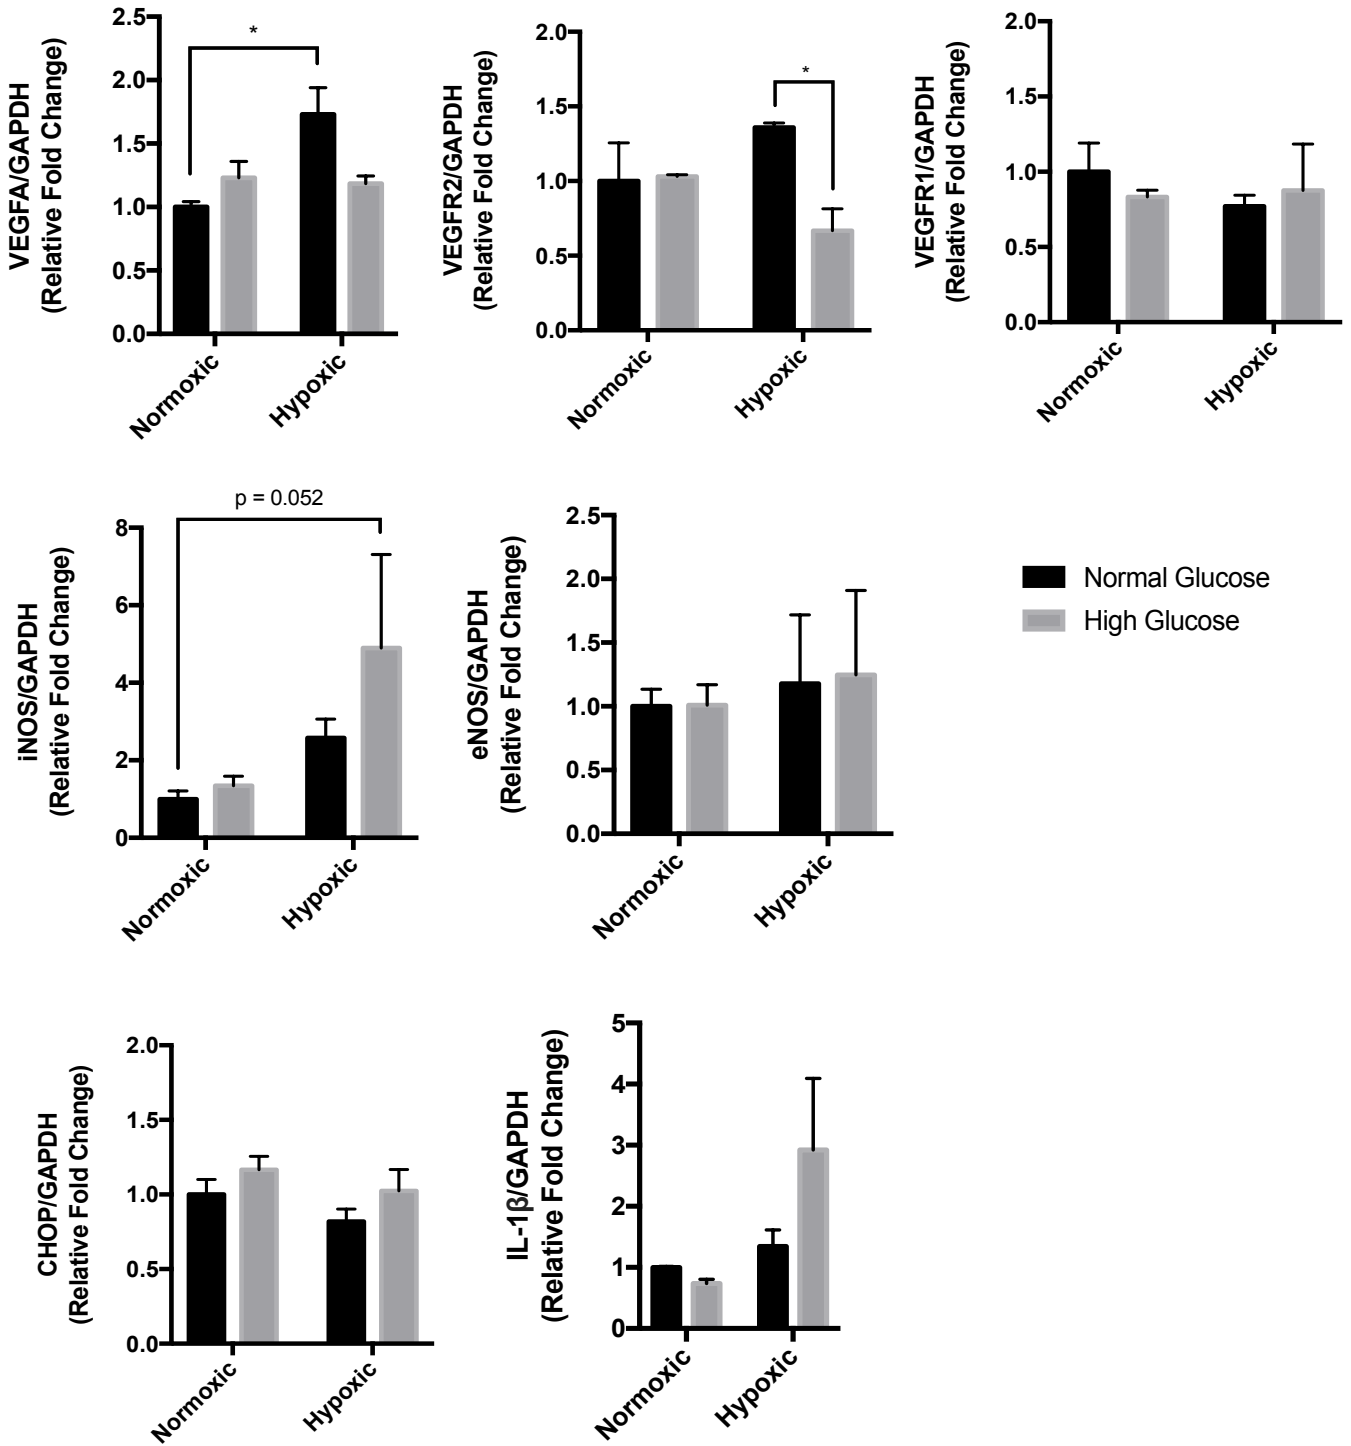 VEGFA/GAPDH
(Relative Fold Change)
2.5
2.0
1.5
1.0
0.5
0.0
*
Normoxic
Hypoxic
VEGFR2/GAPDH
(Relative Fold Change)
2.0
1.5
1.0
0.5
0.0
*
Normoxic
Hypoxic
VEGFR1/GAPDH
(Relative Fold Change)
2.0
1.5
1.0
0.5
0.0
Normoxic
Hypoxic
iNOS/GAPDH
(Relative Fold Change)
p = 0.052
8
6
4
2
0
Normoxic
Hypoxic
eNOS/GAPDH
(Relative Fold Change)
2.5
2.0
1.5
1.0
0.5
0.0
Normoxic
Hypoxic
Normal Glucose
High Glucose
CHOP/GAPDH
(Relative Fold Change)
2.0
1.5
1.0
0.5
0.0
Normoxic
Hypoxic
IL-1β/GAPDH
(Relative Fold Change)
5
4
3
2
1
0
Normoxic
Hypoxic